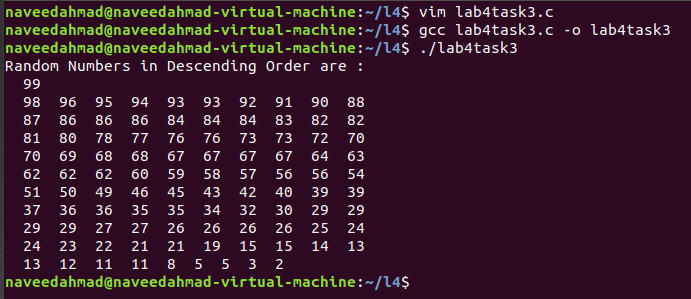 naveedahmad@naveedahmad-virtual-machine:~/l4$ vim lab4task3.c
naveedahmad@naveedahmad-virtual-machine:~/l4$ gcc lab4task3.c -o lab4task3
naveedahmad@naveedahmad-virtual-machine:~/l4$ ./lab4task3
Random Numbers in Descending Order are :
99
98 96 95 94 93 93 92 91 90 88
87 86 86 86 84 84 84 83 82 82
81 80 78 77 76 76 73 73 72 70
70 69 68 68 67 67 67 67 64 63
62 62 62 60 59 58 57 56 56 54
51 50 49 46 45 43 42 40 39 39
37 36 36 35 35 34 32 30 29 29
29 29 27 27 26 26 26 26 25 24
24 23 22 21 21 19 15 15 14 13
13 12 11 11 8 5 5 3 2
naveedahmad@naveedahmad-virtual-machine:~/l4$